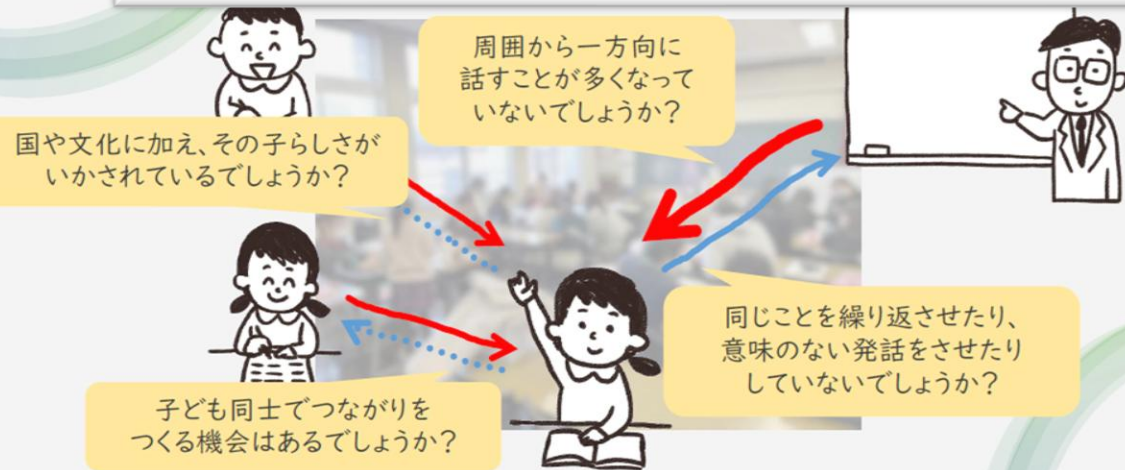 周囲から一方向に
話すことが多くなって
いないでしょうか?
国や文化に加え、その子らしさが
いかされているでしょうか?
同じことを繰り返させたり、
意味のない発話をさせたり
していないでしょうか?
子ども同士でつながりを
つくる機会はあるでしょうか?